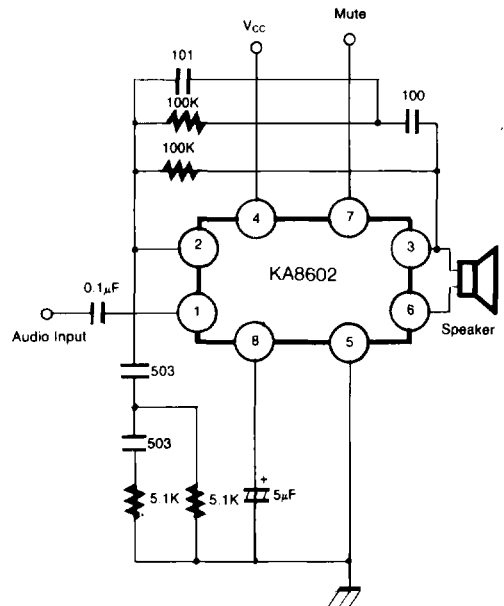 Mute
VCC
101
100K
100
100K
4
7
2
3
KA8602
0.1μF
1
6
Audio Input
8
5
Speaker
503
503
5.1K
5.1K
+
5μF